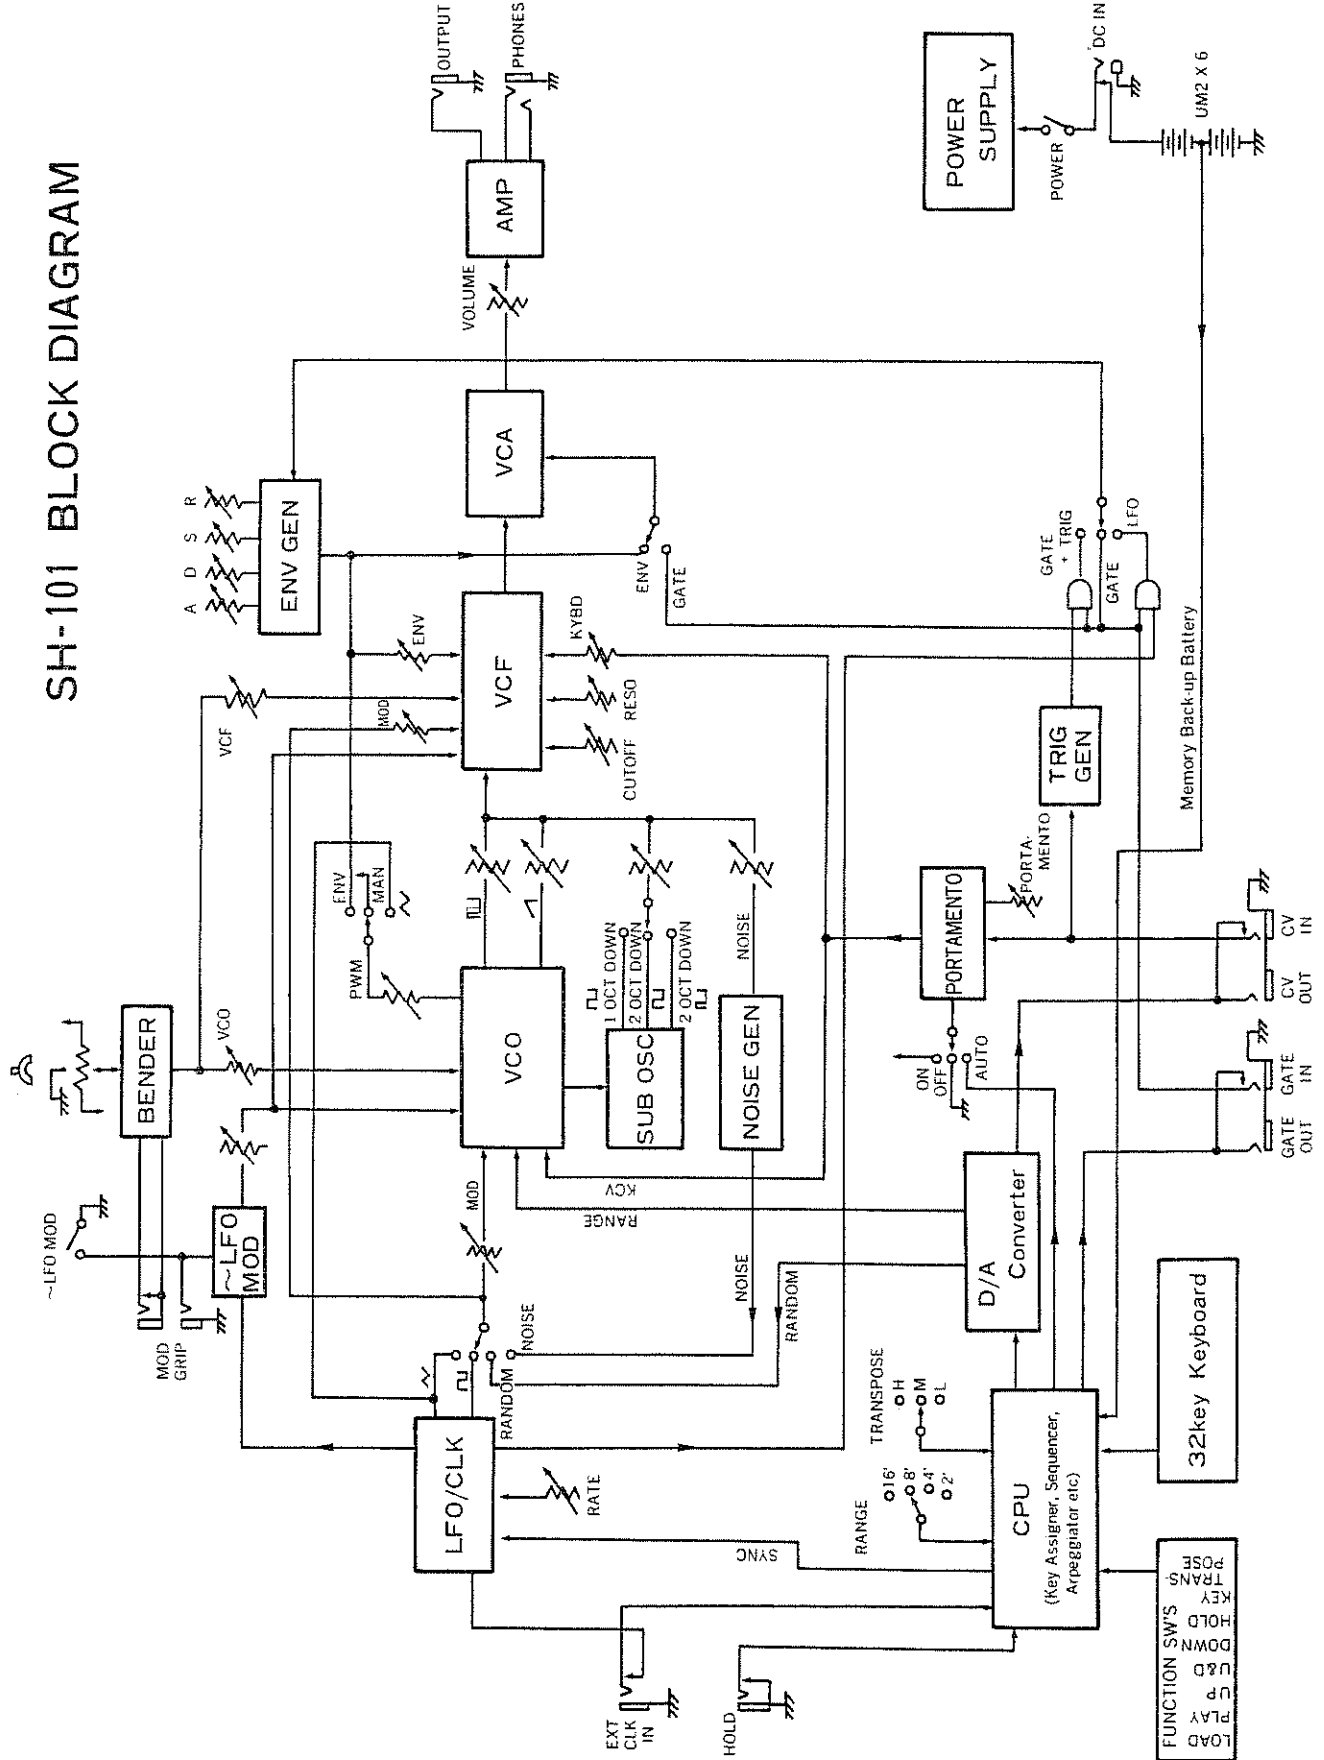 SH-101 BLOCK DIAGRAM
MOD
GRIP
~LFO MOD
~LFO
MOD
BENDER
VCO
VCF
A
D
S
R
ENV GEN
PWM
ENV
MAN
LFO/CLK
RATE
RANDOM
NOISE
MOD
VCO
MOD
ENV
VCF
CUTOFF
RESO
KYBD
VCA
ENV
GATE
VOLUME
AMP
OUTPUT
PHONES
SUB OSC
1 OCT DOWN
2 OCT DOWN
2 OCT DOWN
NOISE GEN
NOISE
NOISE
RANDOM
KCV
RANGE
SYNC
EXT
CLK
IN
HOLD
RANGE
16'
8'
4'
2'
TRANSPOSE
H
M
L
CPU
(Key Assigner, Sequencer,
Arpeggiator etc)
D/A
Converter
ON
OFF
AUTO
PORTAMENTO
PORTA-
MENTO
TRIG
GEN
GATE
+ TRIG
GATE
LFO
POWER
SUPPLY
POWER
DC IN
UM2 X 6
Memory Back-up Battery
FUNCTION SW'S
LOAD
PLAY
UP
U&D
DOWN
HOLD
KEY
TRANS-
POSE
32key Keyboard
GATE
OUT
GATE
IN
CV
OUT
CV
IN